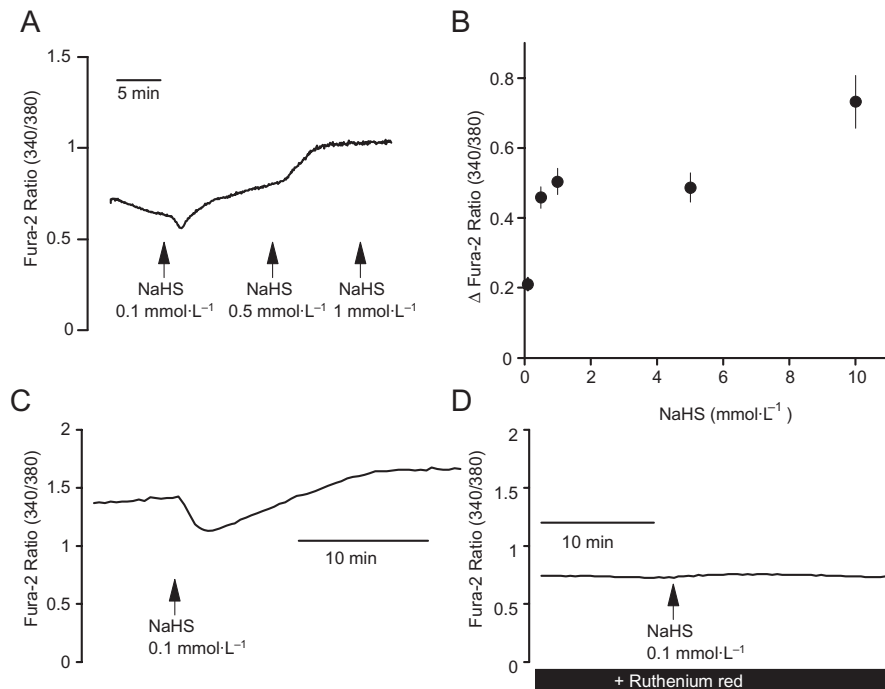 A
Fura-2 Ratio (340/380)
1.5
1
0.5
0
5 min
NaHS
0.1 mmol·L⁻¹
NaHS
0.5 mmol·L⁻¹
NaHS
1 mmol·L⁻¹
B
Δ Fura-2 Ratio (340/380)
0.8
0.6
0.4
0.2
0
0 2 4 6 8 10
NaHS (mmol·L⁻¹ )
C
Fura-2 Ratio (340/380)
2
1.5
1
0.5
0
10 min
NaHS
0.1 mmol·L⁻¹
D
Fura-2 Ratio (340/380)
2
1.5
1
0.5
0
10 min
NaHS
0.1 mmol·L⁻¹
+ Ruthenium red